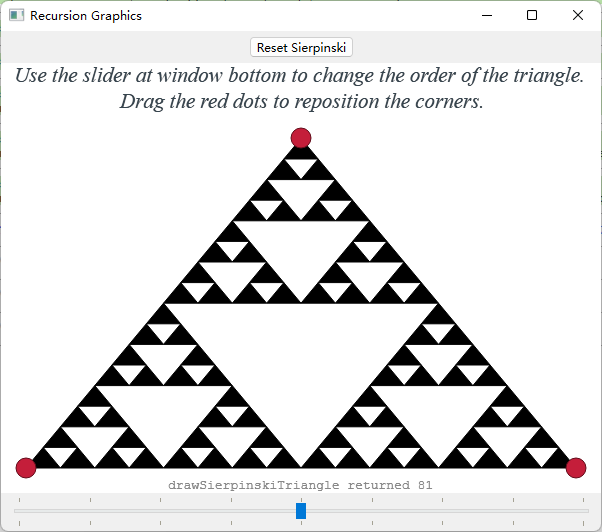 Recursion Graphics
Reset Sierpinski
Use the slider at window bottom to change the order of the triangle.
Drag the red dots to reposition the corners.
drawSierpinskiTriangle returned 81